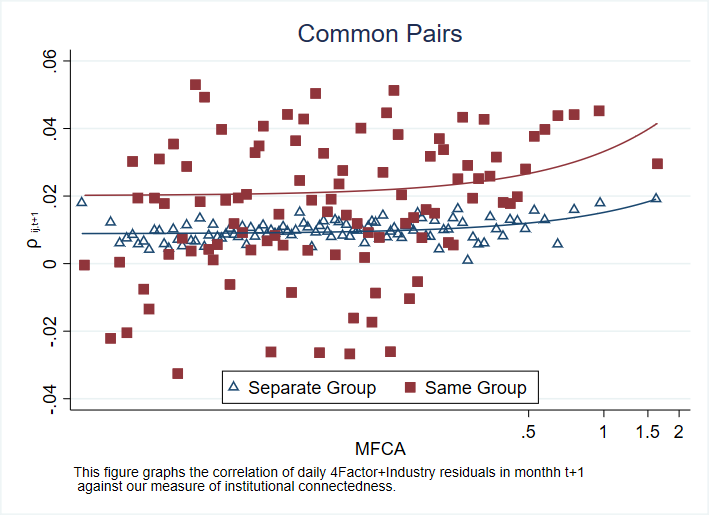 Common Pairs
.06
.04
.02
0
-.02
-.04
ρ ij,t+1
Separate Group
Same Group
.5 1 1.5 2
MFCA
This figure graphs the correlation of daily 4Factor+Industry residuals in monthh t+1
against our measure of institutional connectedness.